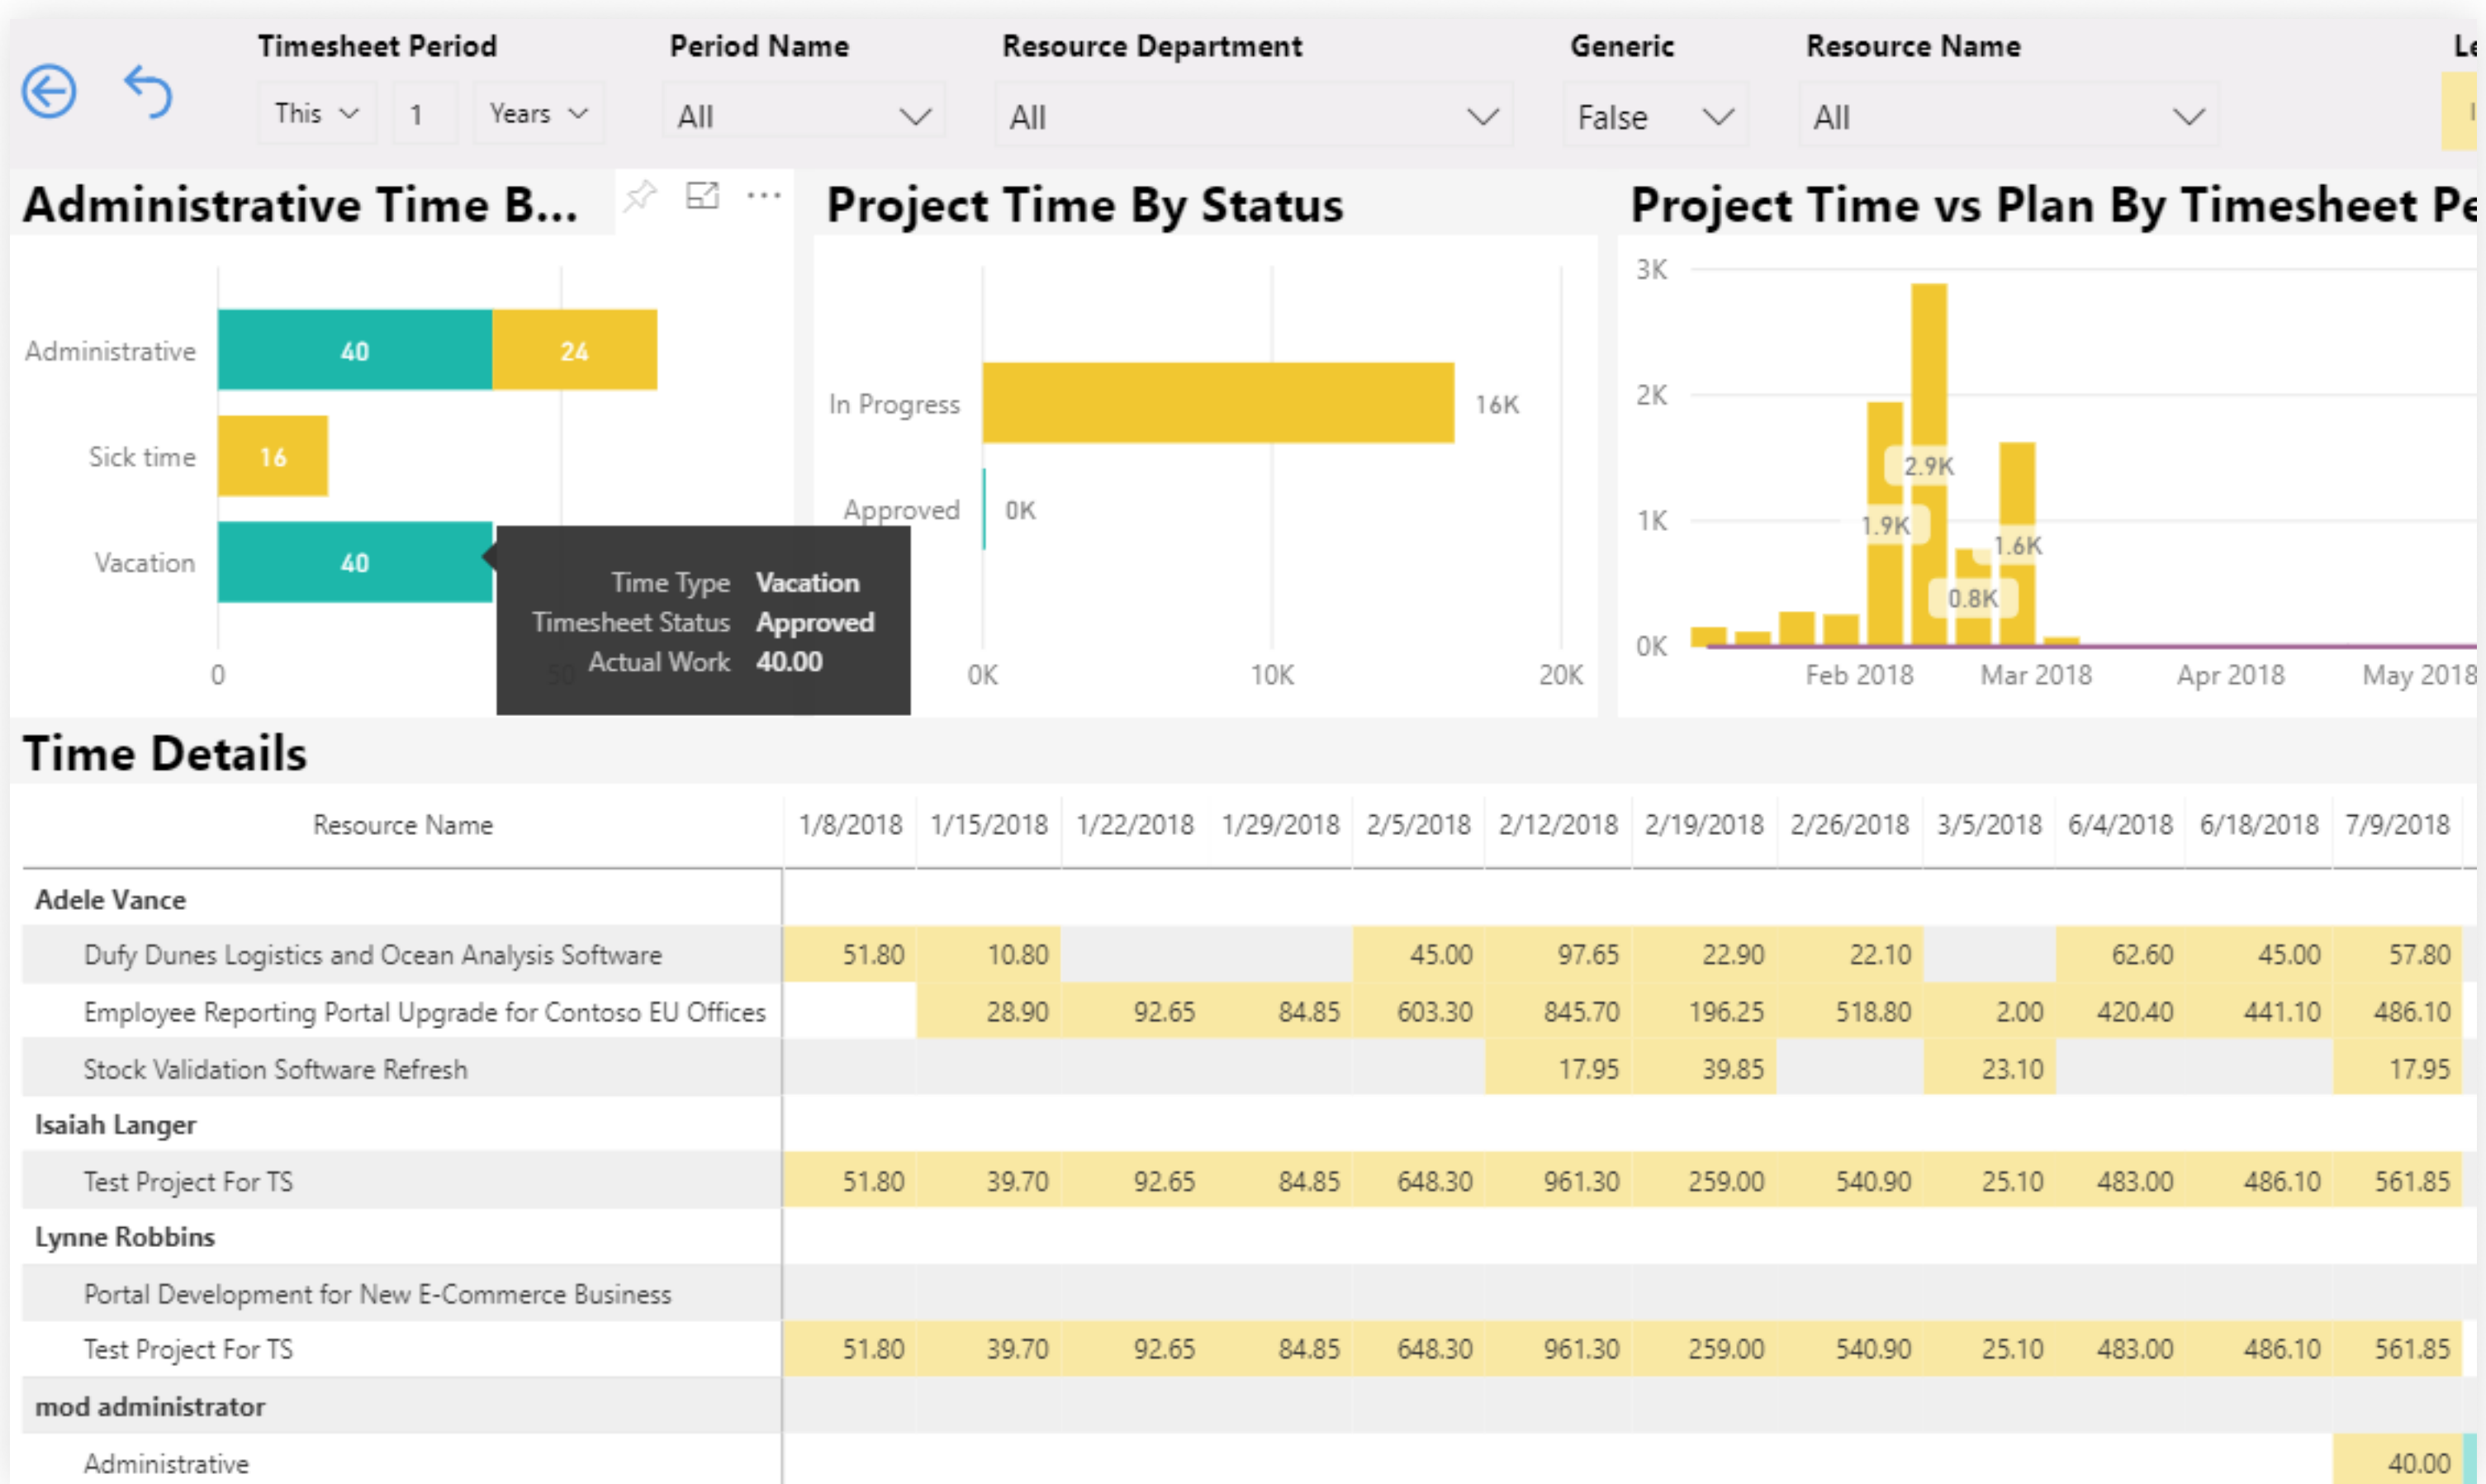 Timesheet Period Period Name Resource Department Generic Resource Name
This 1 Years All All False All
Administrative Time B... Project Time By Status Project Time vs Plan By Timesheet Pe
Administrative 40 24
Sick time 16
Vacation 40
0 50
Time Type Vacation
Timesheet Status Approved
Actual Work 40.00
In Progress 16K
Approved 0K
0K 10K 20K
3K
2K
1K
0K
2.9K
1.9K
1.6K
0.8K
Feb 2018 Mar 2018 Apr 2018 May 2018
Time Details
Resource Name 1/8/2018 1/15/2018 1/22/2018 1/29/2018 2/5/2018 2/12/2018 2/19/2018 2/26/2018 3/5/2018 6/4/2018 6/18/2018 7/9/2018
Adele Vance
Dufy Dunes Logistics and Ocean Analysis Software 51.80 10.80 45.00 97.65 22.90 22.10 62.60 45.00 57.80
Employee Reporting Portal Upgrade for Contoso EU Offices 28.90 92.65 84.85 603.30 845.70 196.25 518.80 2.00 420.40 441.10 486.10
Stock Validation Software Refresh 17.95 39.85 23.10 17.95
Isaiah Langer
Test Project For TS 51.80 39.70 92.65 84.85 648.30 961.30 259.00 540.90 25.10 483.00 486.10 561.85
Lynne Robbins
Portal Development for New E-Commerce Business
Test Project For TS 51.80 39.70 92.65 84.85 648.30 961.30 259.00 540.90 25.10 483.00 486.10 561.85
mod administrator
Administrative 40.00